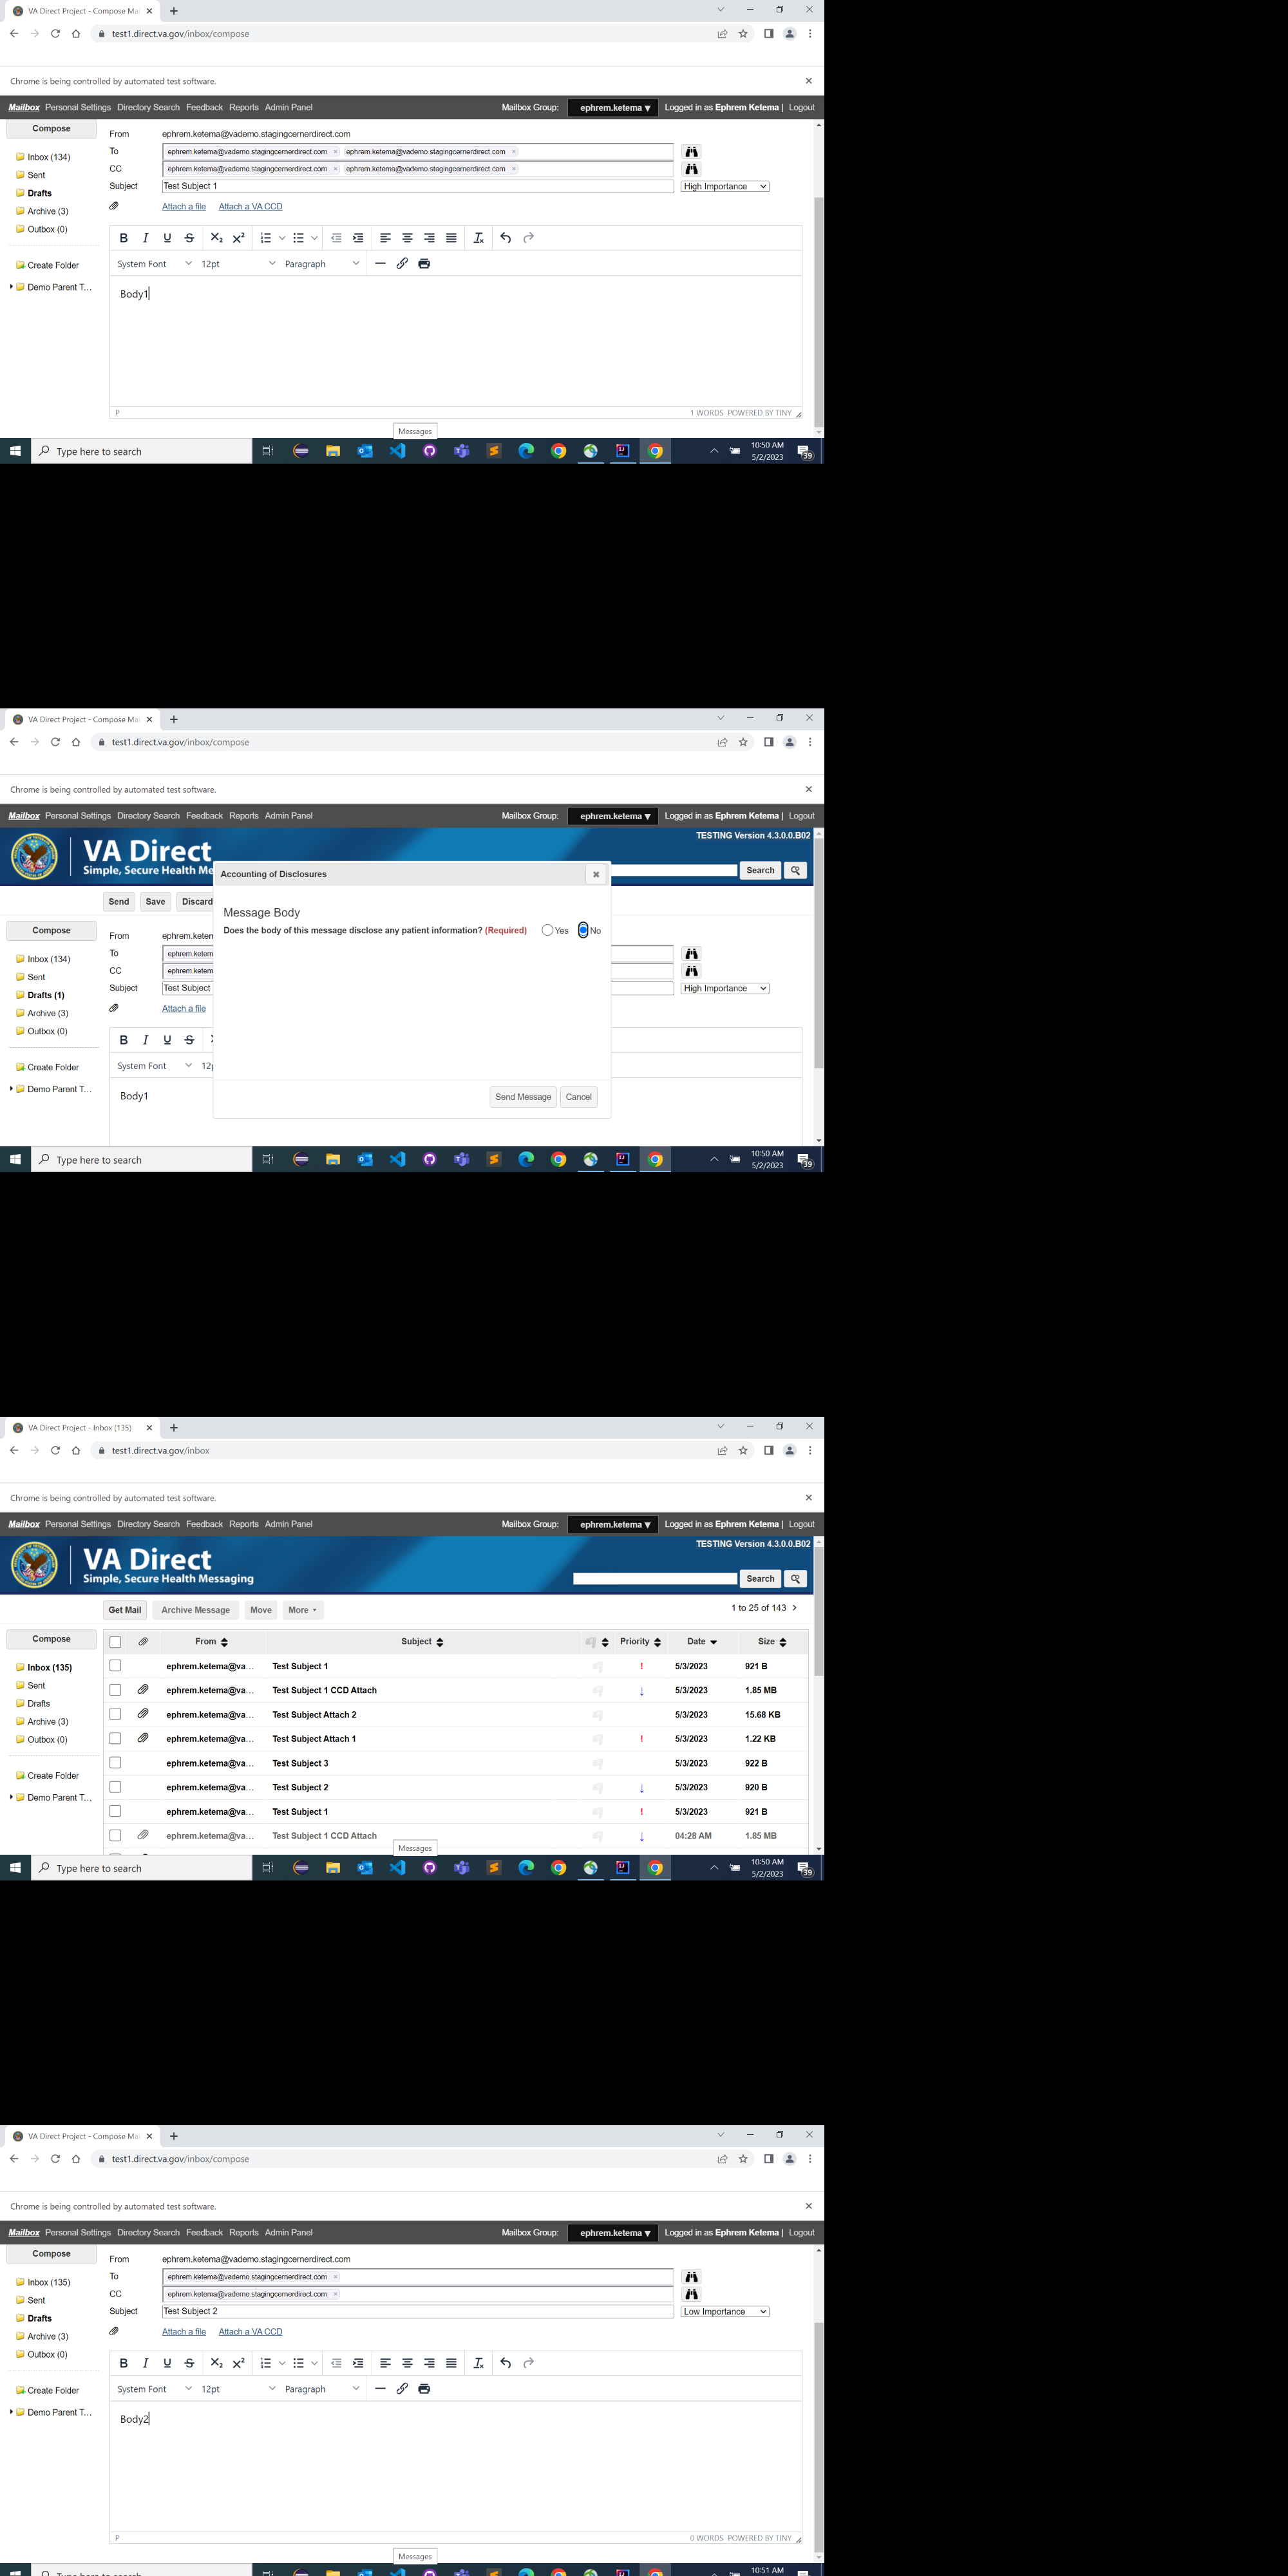 VA Direct Project - Compose Mai
test1.direct.va.gov/inbox/compose
Chrome is being controlled by automated test software.
Mailbox Personal Settings Directory Search Feedback Reports Admin Panel Mailbox Group: ephrem.ketema ▼ Logged in as Ephrem Ketema | Logout
Compose
From ephrem.ketema@vademo.stagingcernerdirect.com
Inbox (134)
To ephrem.ketema@vademo.stagingcernerdirect.com × ephrem.ketema@vademo.stagingcernerdirect.com ×
Sent
CC ephrem.ketema@vademo.stagingcernerdirect.com × ephrem.ketema@vademo.stagingcernerdirect.com ×
Drafts
Subject Test Subject 1 High Importance
Archive (3)
Attach a file Attach a VA CCD
Outbox (0)
Create Folder
System Font 12pt Paragraph
Demo Parent T...
Body1
P 1 WORDS POWERED BY TINY
Messages
Type here to search
10:50 AM
5/2/2023
39
VA Direct Project - Compose Mai
test1.direct.va.gov/inbox/compose
Chrome is being controlled by automated test software.
Mailbox Personal Settings Directory Search Feedback Reports Admin Panel Mailbox Group: ephrem.ketema ▼ Logged in as Ephrem Ketema | Logout
TESTING Version 4.3.0.0.B02
VA Direct
Simple, Secure Health Me
Search
Accounting of Disclosures
Send Save Discard
Message Body
Does the body of this message disclose any patient information? (Required) Yes No
Compose
From ephrem.keten
Inbox (134)
To ephrem.ketem
Sent
CC ephrem.ketem
Drafts (1)
Subject Test Subject High Importance
Archive (3)
Attach a file
Outbox (0)
Create Folder
System Font 12p
Demo Parent T...
Body1
Send Message Cancel
Type here to search
10:50 AM
5/2/2023
39
VA Direct Project - Inbox (135)
test1.direct.va.gov/inbox
Chrome is being controlled by automated test software.
Mailbox Personal Settings Directory Search Feedback Reports Admin Panel Mailbox Group: ephrem.ketema ▼ Logged in as Ephrem Ketema | Logout
TESTING Version 4.3.0.0.B02
VA Direct
Simple, Secure Health Messaging
Search
Get Mail Archive Message Move More 1 to 25 of 143
Compose
Inbox (135)
Sent
Drafts
Archive (3)
Outbox (0)
Create Folder
Demo Parent T...
From Subject Priority Date Size
ephrem.ketema@va... Test Subject 1 ! 5/3/2023 921 B
ephrem.ketema@va... Test Subject 1 CCD Attach ↓ 5/3/2023 1.85 MB
ephrem.ketema@va... Test Subject Attach 2 5/3/2023 15.68 KB
ephrem.ketema@va... Test Subject Attach 1 ! 5/3/2023 1.22 KB
ephrem.ketema@va... Test Subject 3 5/3/2023 922 B
ephrem.ketema@va... Test Subject 2 ↓ 5/3/2023 920 B
ephrem.ketema@va... Test Subject 1 ! 5/3/2023 921 B
ephrem.ketema@va... Test Subject 1 CCD Attach ↓ 04:28 AM 1.85 MB
Messages
Type here to search
10:50 AM
5/2/2023
39
VA Direct Project - Compose Mai
test1.direct.va.gov/inbox/compose
Chrome is being controlled by automated test software.
Mailbox Personal Settings Directory Search Feedback Reports Admin Panel Mailbox Group: ephrem.ketema ▼ Logged in as Ephrem Ketema | Logout
Compose
From ephrem.ketema@vademo.stagingcernerdirect.com
Inbox (135)
To ephrem.ketema@vademo.stagingcernerdirect.com ×
Sent
CC ephrem.ketema@vademo.stagingcernerdirect.com ×
Drafts
Subject Test Subject 2 Low Importance
Archive (3)
Attach a file Attach a VA CCD
Outbox (0)
Create Folder
System Font 12pt Paragraph
Demo Parent T...
Body2
P 0 WORDS POWERED BY TINY
Messages
10:51 AM